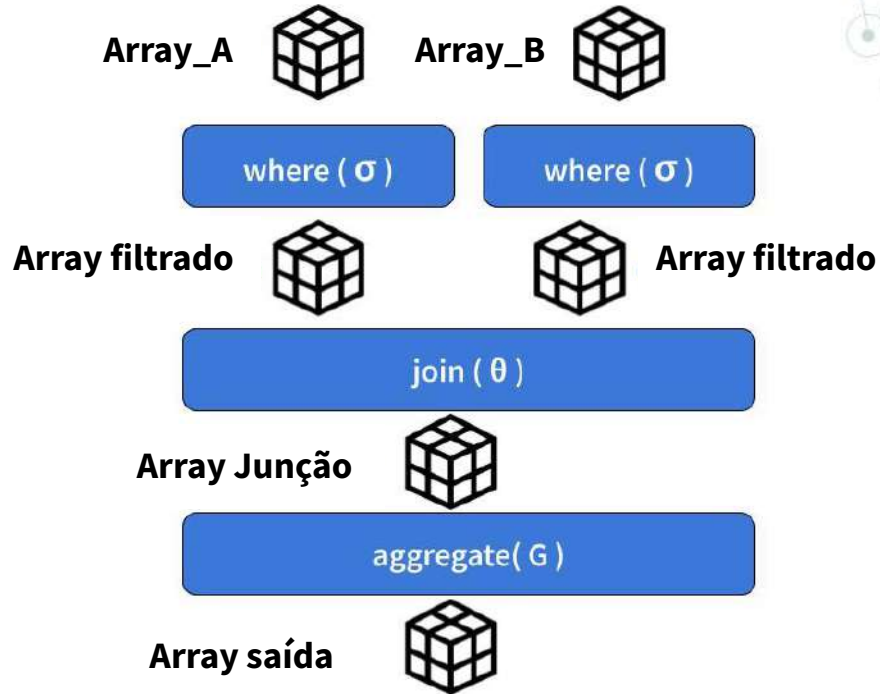 Array_A Array_B
where ( σ ) where ( σ )
Array filtrado Array filtrado
join ( θ )
Array Junção
aggregate( G )
Array saída